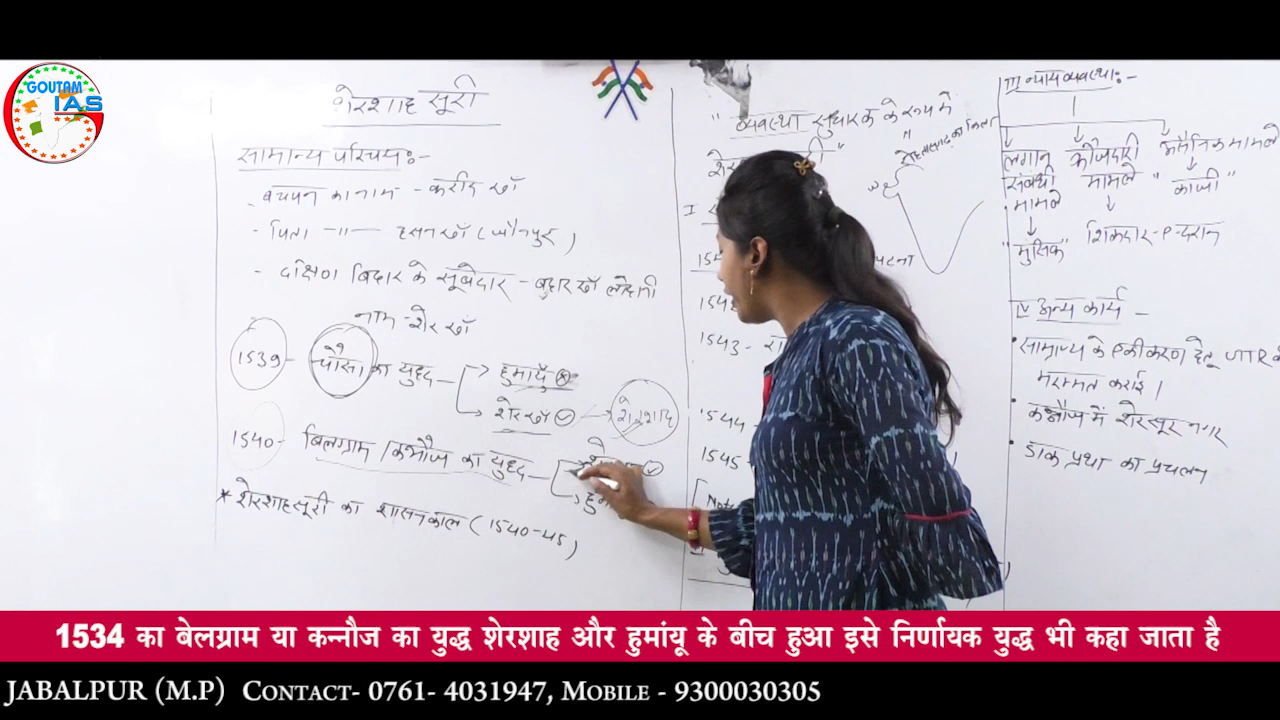 GOUTAM
IAS
शेरशाह सूरी
सामान्य परिचयः-
- बचपन का नाम - फरीद खाँ
- पिता -"- हसन खाँ (जौनपुर)
- दक्षिण बिहार के सूबेदार - बहार खाँ लोहानी
नाम - शेर खाँ
1539 - चौसा का युद्ध - हुमायुँ
शेर खाँ शेरशाह
1540 - बिलग्राम / कन्नौज का युद्ध -
* शेरशाह सूरी का शासनकाल (1540-45)
" व्यवस्था सुधारक के रूप में "
I
पटना
1543 -
1544
1545
Note
III न्याय व्यवस्थाः-
लगान संबंधी मामले
"मुंसिफ"
फौजदारी मामले
शिकदार-ए-दरान
"काजी"
IV अन्य कार्य -
• साम्राज्य के एकीकरण हेतु
मरम्मत कराई।
• कन्नौज में शेरसूर नगर
• डाक प्रथा का प्रचलन
1534 का बेलग्राम या कन्नौज का युद्ध शेरशाह और हुमांयू के बीच हुआ इसे निर्णायक युद्ध भी कहा जाता है
JABALPUR (M.P) CONTACT- 0761- 4031947, MOBILE - 9300030305